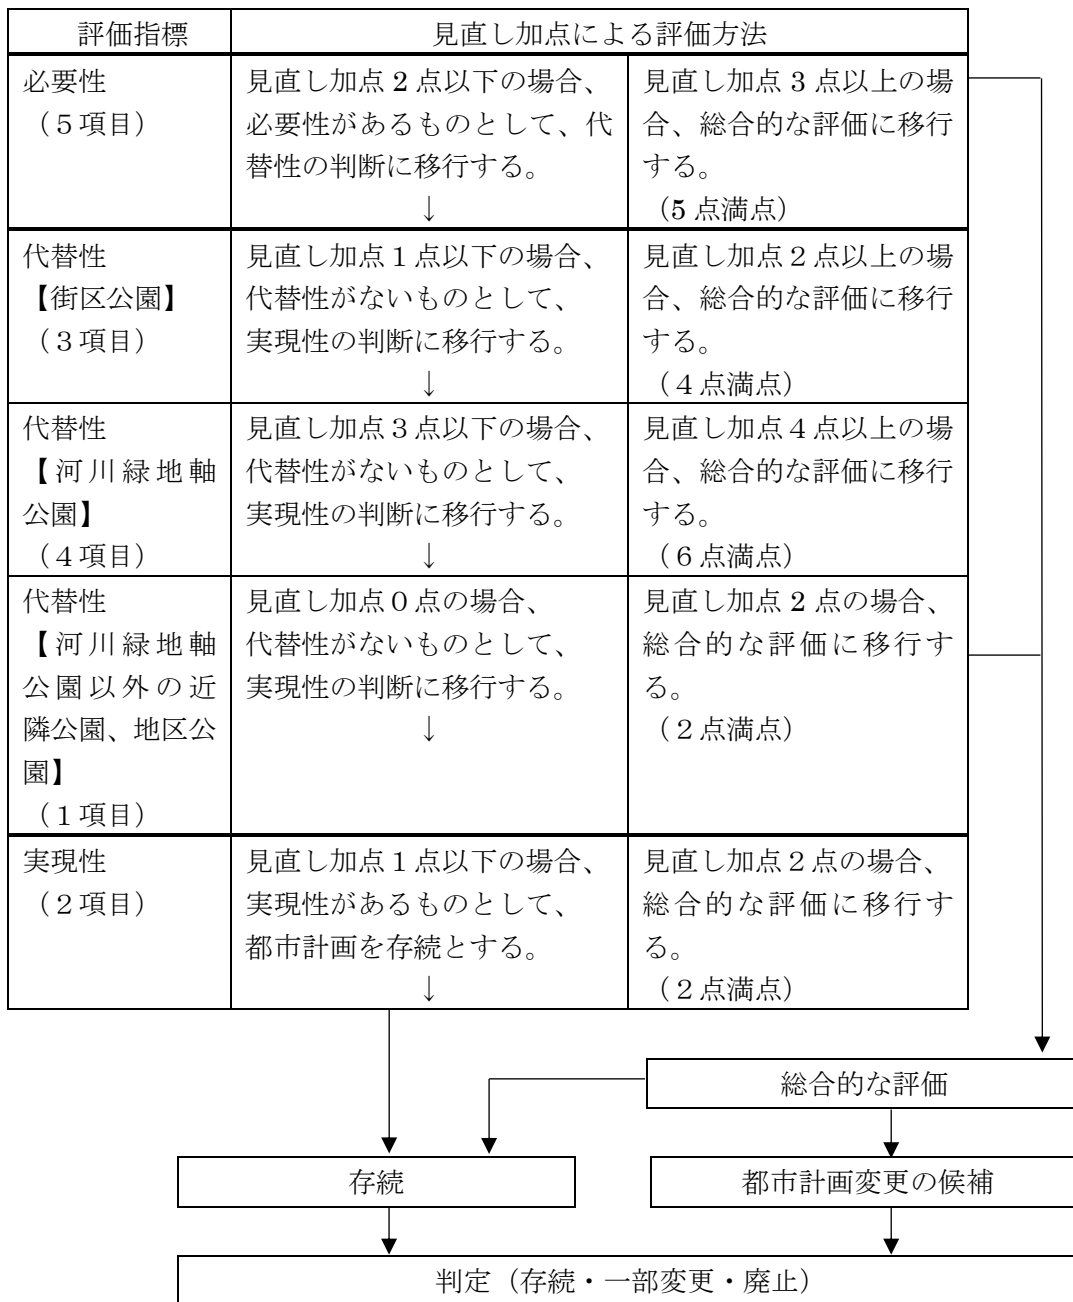 評価指標
見直し加点による評価方法
必要性
（５項目）
見直し加点 2 点以下の場合、
必要性があるものとして、代
替性の判断に移行する。
↓
見直し加点 3 点以上の場
合、総合的な評価に移行
する。
（5 点満点）
代替性
【街区公園】
（３項目）
見直し加点１点以下の場合、
代替性がないものとして、
実現性の判断に移行する。
↓
見直し加点２点以上の場
合、総合的な評価に移行
する。
（４点満点）
代替性
【河川緑地軸
公園】
（４項目）
見直し加点３点以下の場合、
代替性がないものとして、
実現性の判断に移行する。
↓
見直し加点４点以上の場
合、総合的な評価に移行
する。
（６点満点）
代替性
【河川緑地軸
公園以外の近
隣公園、地区公
園】
（１項目）
見直し加点０点の場合、
代替性がないものとして、
実現性の判断に移行する。
↓
見直し加点 2 点の場合、
総合的な評価に移行す
る。
（２点満点）
実現性
（２項目）
見直し加点１点以下の場合、
実現性があるものとして、
都市計画を存続とする。
↓
見直し加点２点の場合、
総合的な評価に移行す
る。
（２点満点）
総合的な評価
存続
都市計画変更の候補
判定（存続・一部変更・廃止）